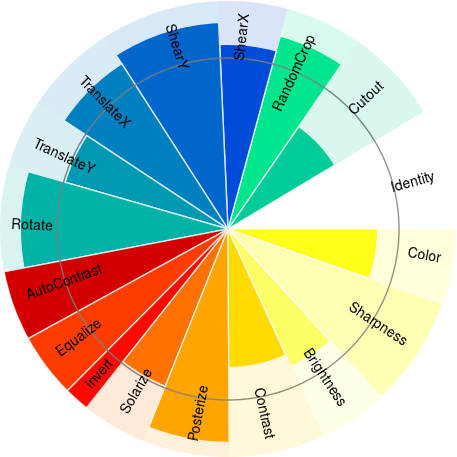 ShearX
RandomCrop
Cutout
Identity
Color
Sharpness
Brightness
Contrast
Posterize
Solarize
Invert
Equalize
AutoContrast
Rotate
TranslateY
TranslateX
ShearY